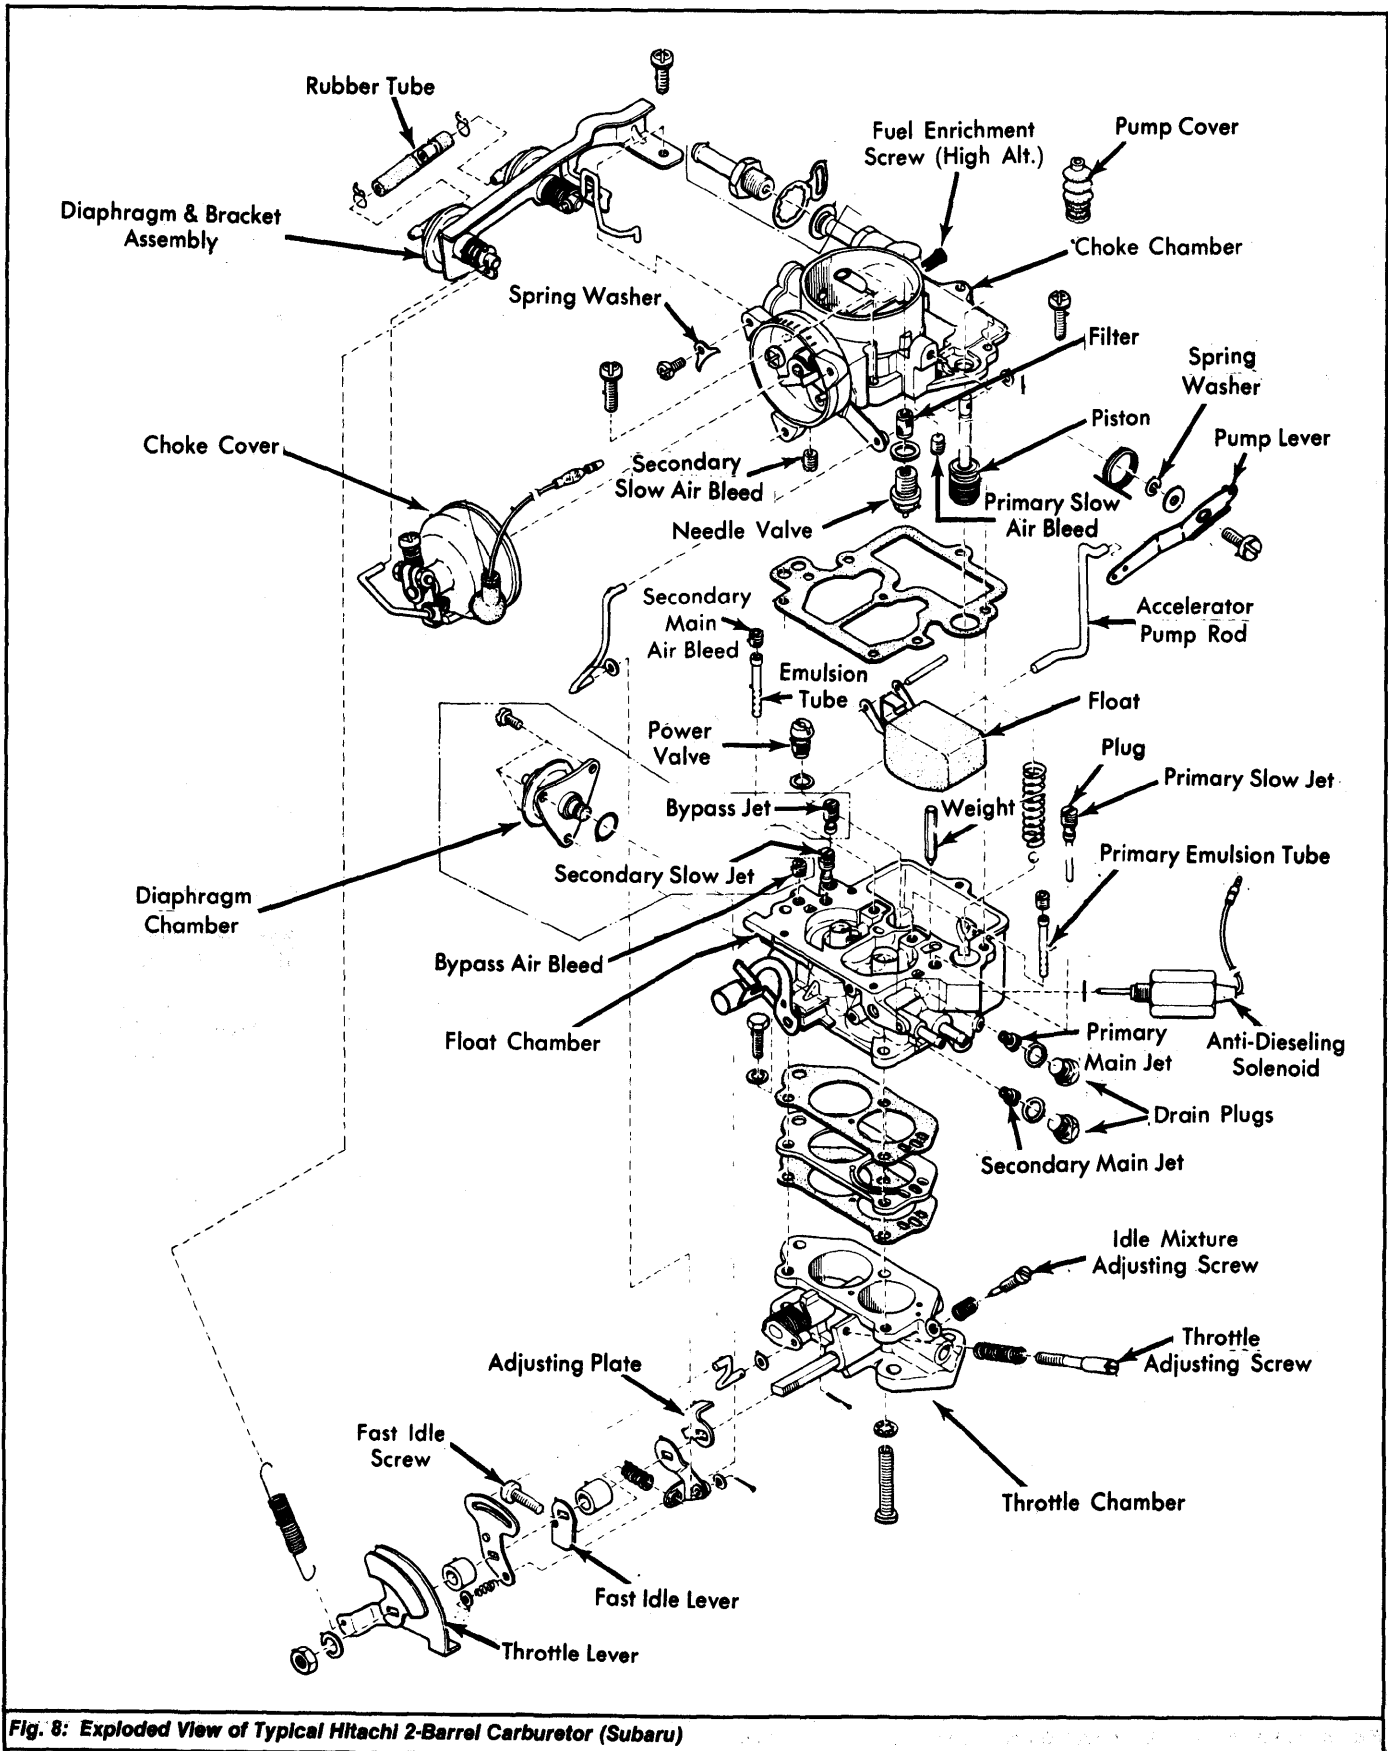 Rubber Tube
Fuel Enrichment
Screw (High Alt.)
Pump Cover
Diaphragm & Bracket
Assembly
Choke Chamber
Spring Washer
Filter
Spring
Washer
Piston
Pump Lever
Choke Cover
Secondary
Slow Air Bleed
Primary Slow
Air Bleed
Needle Valve
Secondary
Main
Air Bleed
Accelerator
Pump Rod
Emulsion
Tube
Float
Power
Valve
Plug
Primary Slow Jet
Bypass Jet
Weight
Primary Emulsion Tube
Secondary Slow Jet
Diaphragm
Chamber
Bypass Air Bleed
Float Chamber
Primary
Main Jet
Anti-Dieseling
Solenoid
Drain Plugs
Secondary Main Jet
Idle Mixture
Adjusting Screw
Throttle
Adjusting Screw
Adjusting Plate
Fast Idle
Screw
Throttle Chamber
Fast Idle Lever
Throttle Lever
Fig. 8: Exploded View of Typical Hitachi 2-Barrel Carburetor (Subaru)